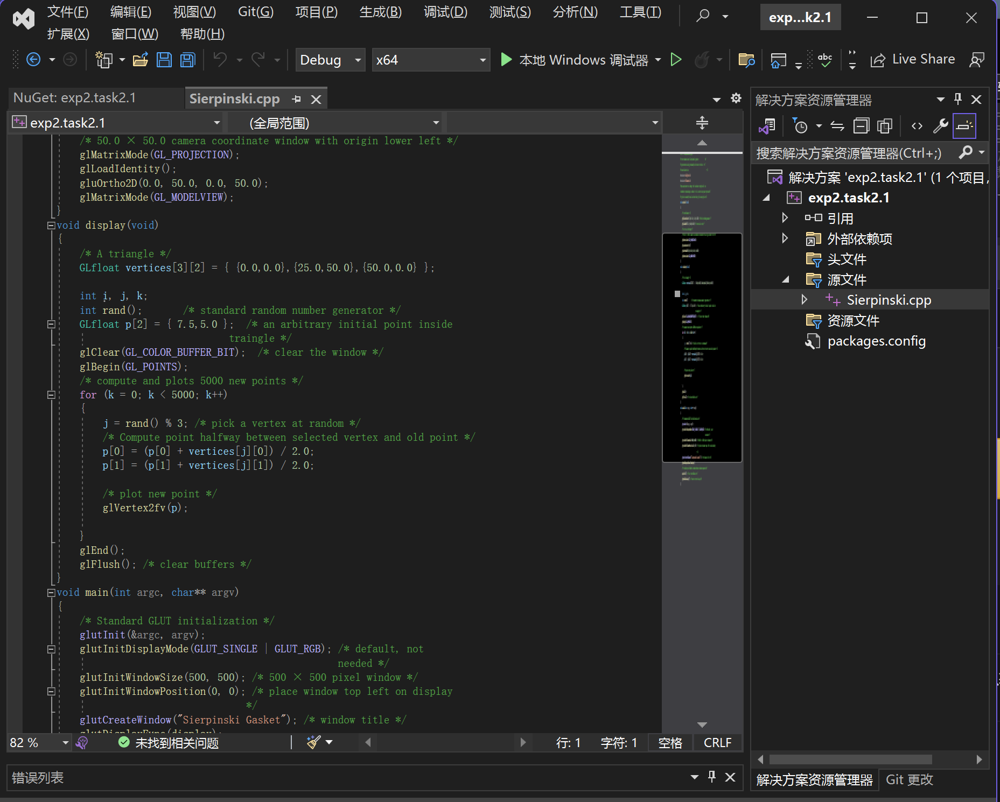 文件(F) 编辑(E) 视图(V) Git(G) 项目(P) 生成(B) 调试(D) 测试(S) 分析(N) 工具(T) exp...k2.1
扩展(X) 窗口(W) 帮助(H)
Debug x64 本地 Windows 调试器 abc Live Share
NuGet: exp2.task2.1 Sierpinski.cpp
exp2.task2.1 (全局范围)
/* 50.0 × 50.0 camera coordinate window with origin lower left */
glMatrixMode(GL_PROJECTION);
glLoadIdentity();
gluOrtho2D(0.0, 50.0, 0.0, 50.0);
glMatrixMode(GL_MODELVIEW);
}
void display(void)
{
/* A triangle */
GLfloat vertices[3][2] = { {0.0,0.0},{25.0,50.0},{50.0,0.0} };
int i, j, k;
int rand(); /* standard random number generator */
GLfloat p[2] = { 7.5,5.0 }; /* an arbitrary initial point inside
traingle */
glClear(GL_COLOR_BUFFER_BIT); /* clear the window */
glBegin(GL_POINTS);
/* compute and plots 5000 new points */
for (k = 0; k < 5000; k++)
{
j = rand() % 3; /* pick a vertex at random */
/* Compute point halfway between selected vertex and old point */
p[0] = (p[0] + vertices[j][0]) / 2.0;
p[1] = (p[1] + vertices[j][1]) / 2.0;
/* plot new point */
glVertex2fv(p);
}
glEnd();
glFlush(); /* clear buffers */
}
void main(int argc, char** argv)
{
/* Standard GLUT initialization */
glutInit(&argc, argv);
glutInitDisplayMode(GLUT_SINGLE | GLUT_RGB); /* default, not
needed */
glutInitWindowSize(500, 500); /* 500 × 500 pixel window */
glutInitWindowPosition(0, 0); /* place window top left on display
*/
glutCreateWindow("Sierpinski Gasket"); /* window title */
glutDisplayFunc(display);
82 % 未找到相关问题 行: 1 字符: 1 空格 CRLF
错误列表
解决方案资源管理器
搜索解决方案资源管理器(Ctrl+;)
解决方案 'exp2.task2.1' (1 个项目,
exp2.task2.1
引用
外部依赖项
头文件
源文件
Sierpinski.cpp
资源文件
packages.config
解决方案资源管理器 Git 更改